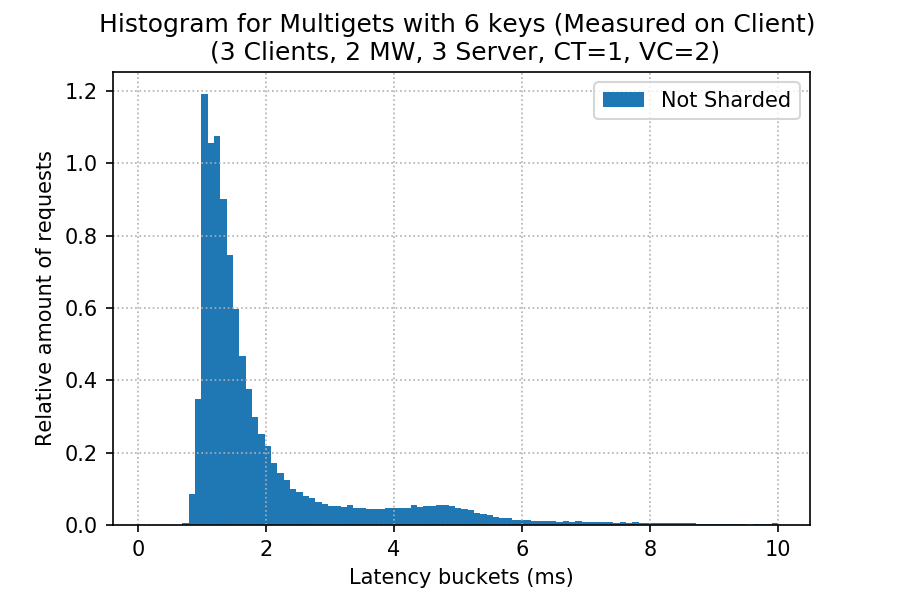 Histogram for Multigets with 6 keys (Measured on Client)
(3 Clients, 2 MW, 3 Server, CT=1, VC=2)
Not Sharded
Relative amount of requests
1.2
1.0
0.8
0.6
0.4
0.2
0.0
0 2 4 6 8 10
Latency buckets (ms)